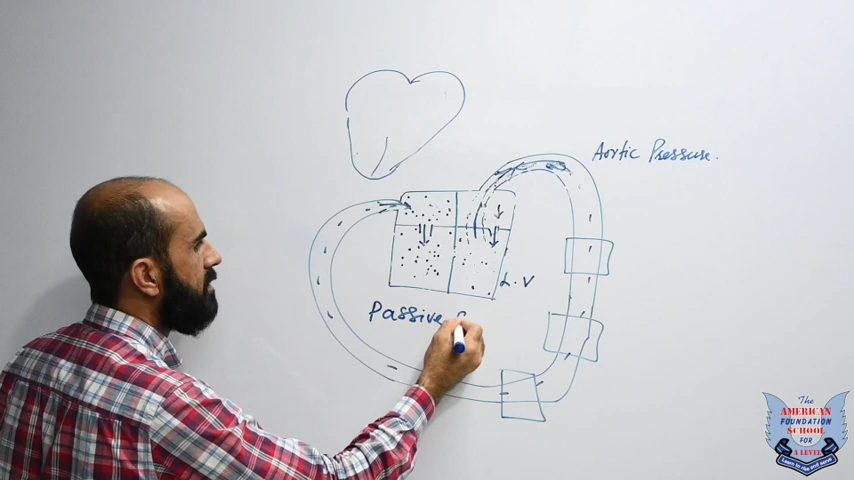 Aortic Pressure.
L.V
Passive
The
AMERICAN
FOUNDATION
SCHOOL
FOR
A LEVEL